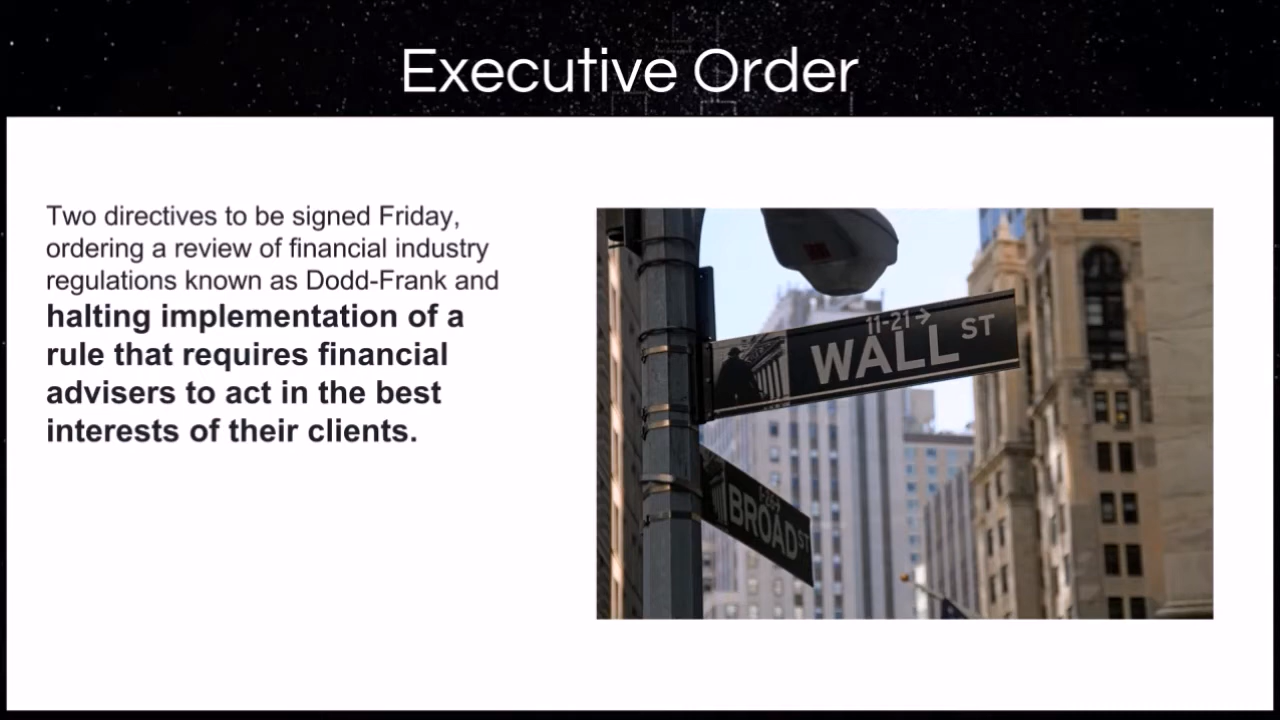 Executive Order
Two directives to be signed Friday,
ordering a review of financial industry
regulations known as Dodd-Frank and
halting implementation of a
rule that requires financial
advisers to act in the best
interests of their clients.
11-21→
WALL ST
BROAD ST